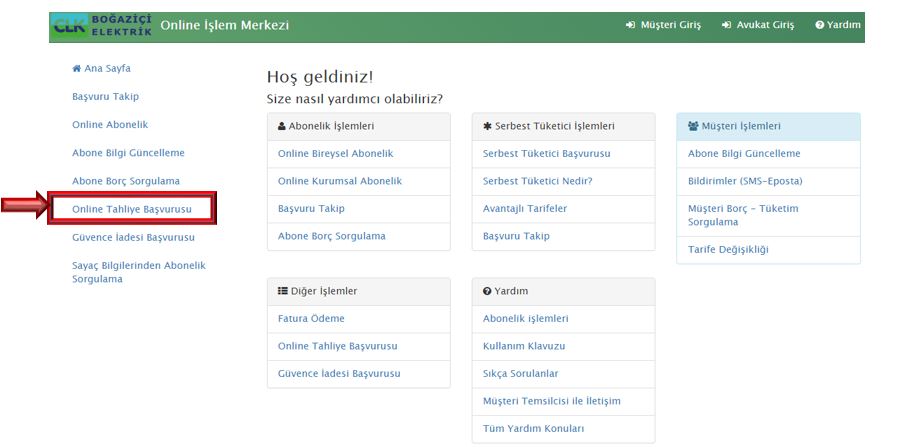 CLK BOĞAZİÇİ ELEKTRİK Online İşlem Merkezi Müşteri Giriş Avukat Giriş Yardım
Ana Sayfa
Başvuru Takip
Online Abonelik
Abone Bilgi Güncelleme
Abone Borç Sorgulama
Online Tahliye Başvurusu
Güvence İadesi Başvurusu
Sayaç Bilgilerinden Abonelik
Sorgulama
Hoş geldiniz!
Size nasıl yardımcı olabiliriz?
Abonelik İşlemleri
Online Bireysel Abonelik
Online Kurumsal Abonelik
Başvuru Takip
Abone Borç Sorgulama
Serbest Tüketici İşlemleri
Serbest Tüketici Başvurusu
Serbest Tüketici Nedir?
Avantajlı Tarifeler
Başvuru Takip
Müşteri İşlemleri
Abone Bilgi Güncelleme
Bildirimler (SMS-Eposta)
Müşteri Borç - Tüketim
Sorgulama
Tarife Değişikliği
Diğer İşlemler
Fatura Ödeme
Online Tahliye Başvurusu
Güvence İadesi Başvurusu
Yardım
Abonelik işlemleri
Kullanım Klavuzu
Sıkça Sorulanlar
Müşteri Temsilcisi ile İletişim
Tüm Yardım Konuları